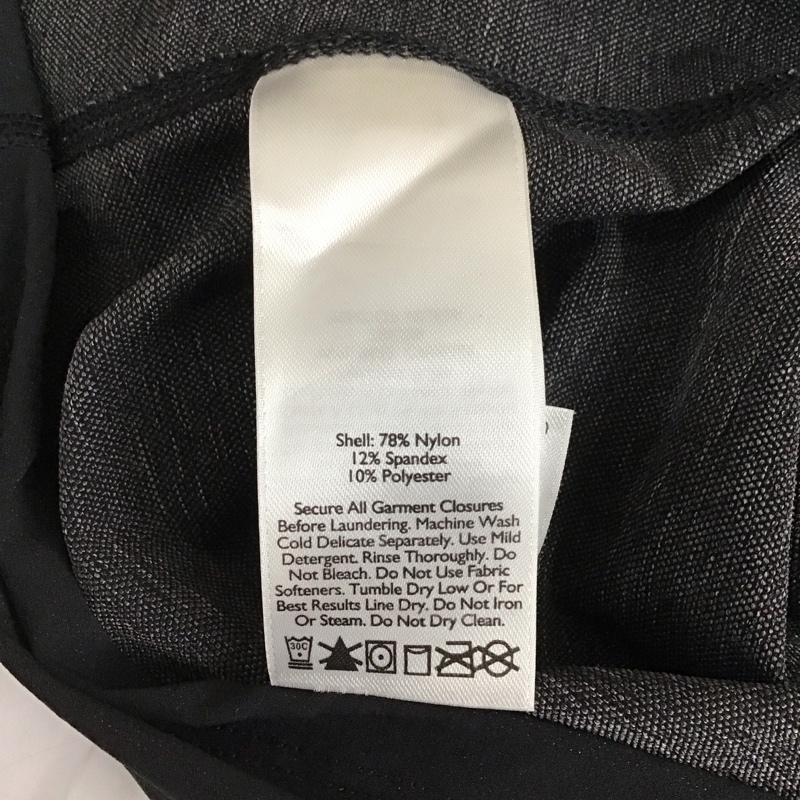 Shell: 78% Nylon
12% Spandex
10% Polyester
Secure All Garment Closures
Before Laundering. Machine Wash
Cold Delicate Separately. Use Mild
Detergent. Rinse Thoroughly. Do
Not Bleach. Do Not Use Fabric
Softeners. Tumble Dry Low Or For
Best Results Line Dry. Do Not Iron
Or Steam. Do Not Dry Clean.
30C